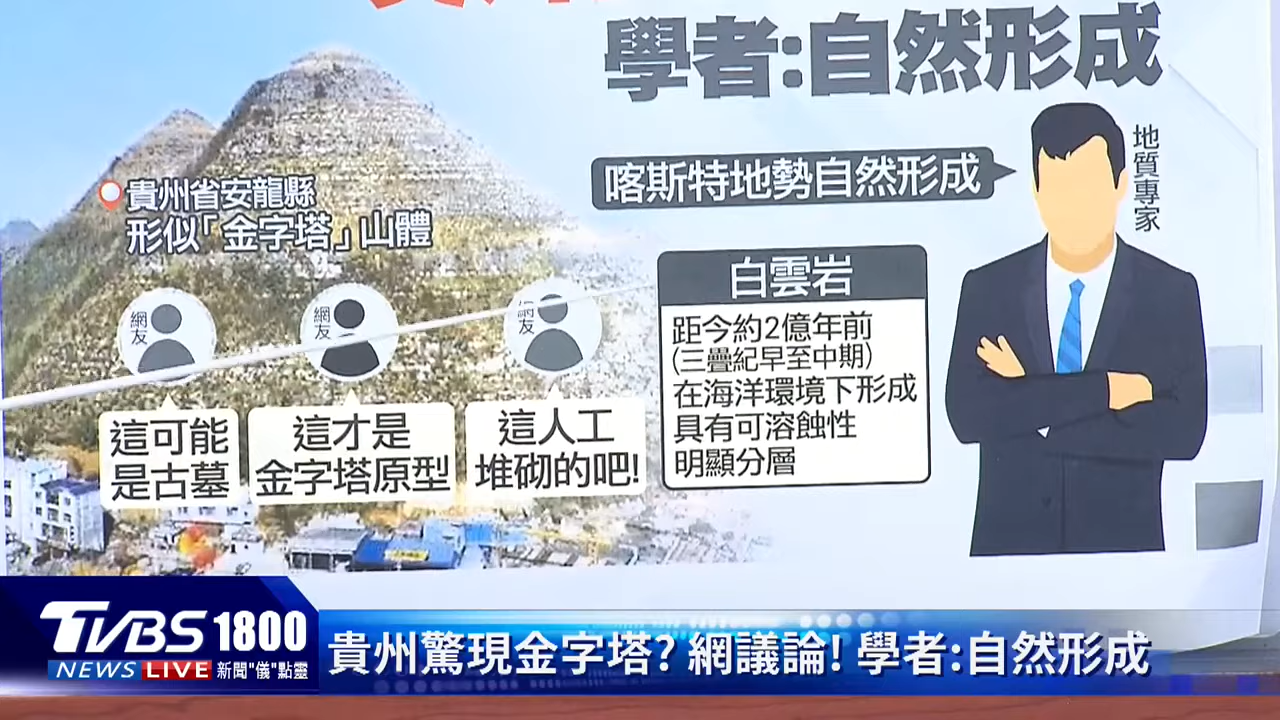 學者:自然形成
地質專家
喀斯特地勢自然形成
貴州省安龍縣
形似「金字塔」山體
白雲岩
距今約2億年前
(三疊紀早至中期)
在海洋環境下形成
具有可溶蝕性
明顯分層
網友
網友
網友
這可能
是古墓
這才是
金字塔原型
這人工
堆砌的吧!
TVBS 1800
NEWS LIVE 新聞"儀"點靈
貴州驚現金字塔? 網議論! 學者:自然形成